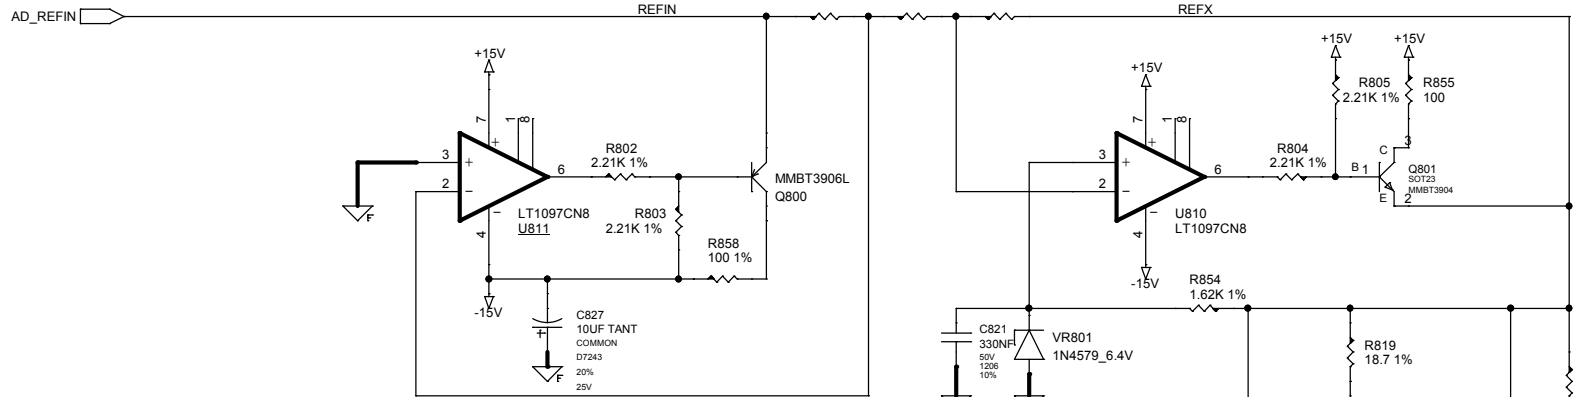 AD_REFIN
REFIN
REFX
+15V
7
1
8
3
+
+
2
−
6
−
4
-15V
LT1097CN8
U811
R802
2.21K 1%
R803
2.21K 1%
MMBT3906L
Q800
R858
100 1%
C827
10UF TANT
COMMON
D7243
20%
25V
+
F
F
+15V
7
1
8
3
+
+
2
−
6
−
4
-15V
U810
LT1097CN8
R804
2.21K 1%
+15V
+15V
R805
2.21K 1%
R855
100
3
C
B 1
E
2
Q801
SOT23
MMBT3904
R854
1.62K 1%
C821
330NF
50V
1206
10%
VR801
1N4579_6.4V
R819
18.7 1%